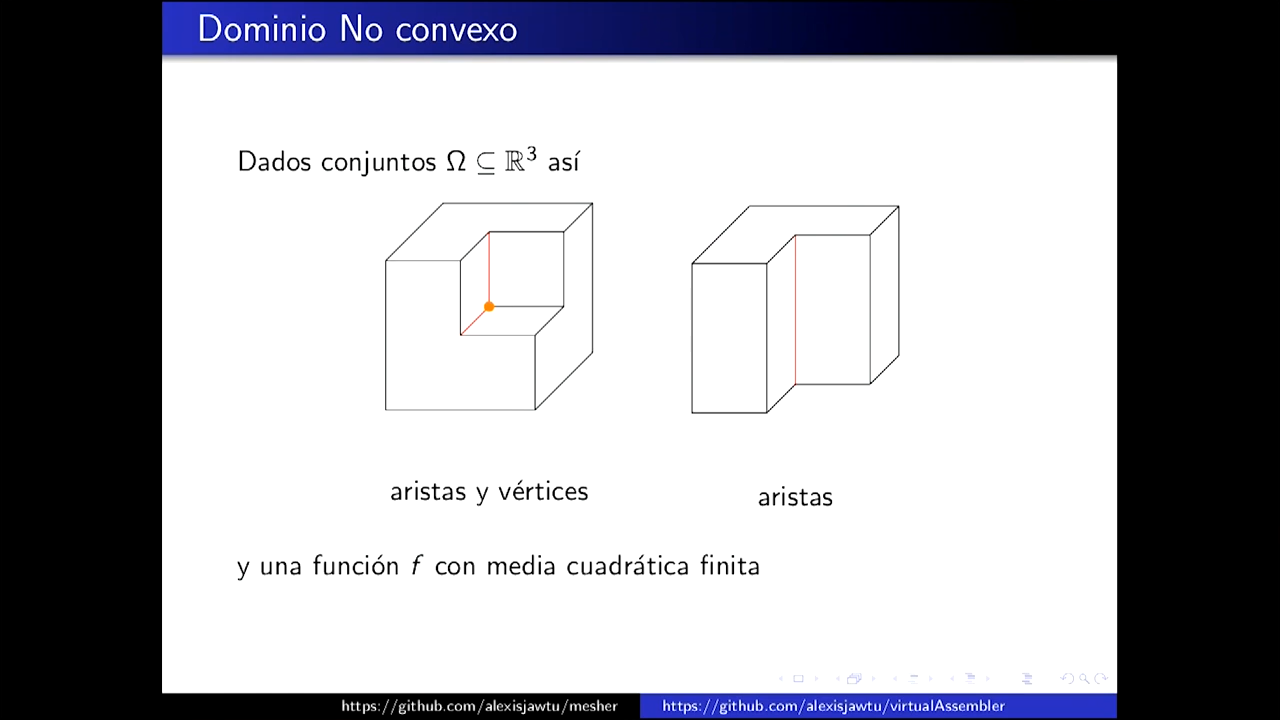 Dominio No convexo
Dados conjuntos Ω ⊆ ℝ³ así
aristas y vértices
aristas
y una función f con media cuadrática finita
https://github.com/alexisjawtu/mesher
https://github.com/alexisjawtu/virtualAssembler